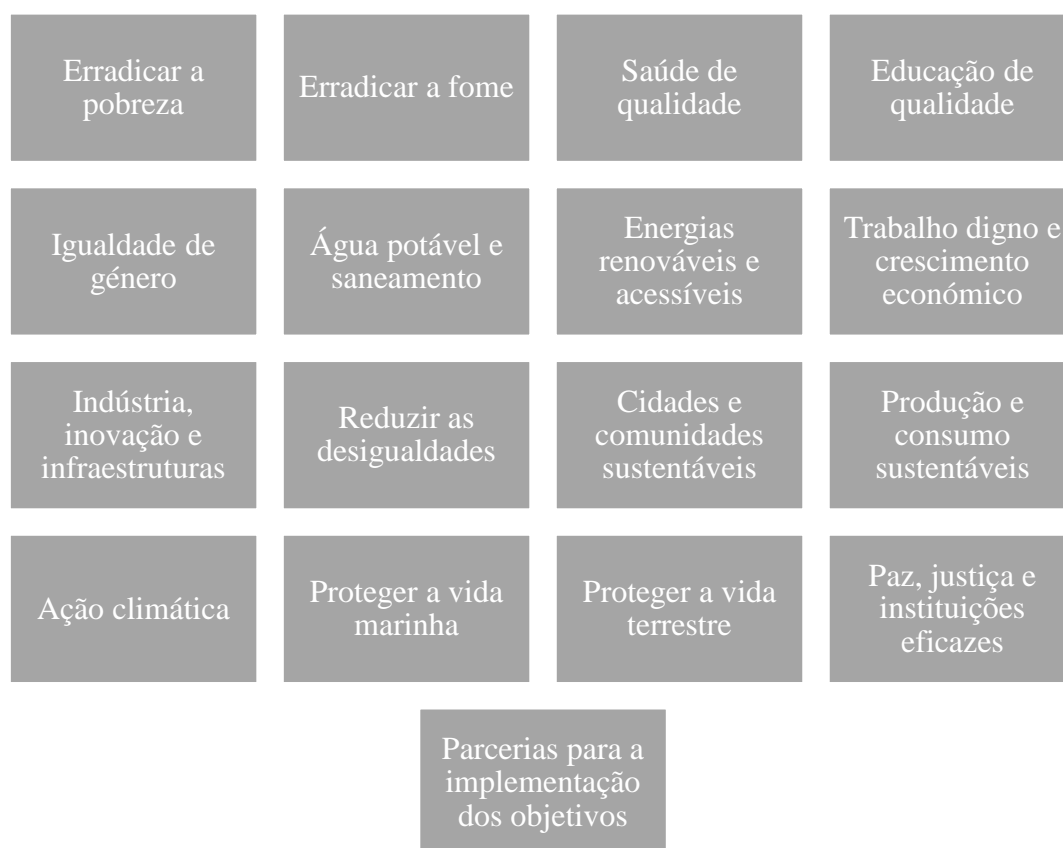 Erradicar a
pobreza
Erradicar a fome
Saúde de
qualidade
Educação de
qualidade
Igualdade de
género
Água potável e
saneamento
Energias
renováveis e
acessíveis
Trabalho digno e
crescimento
económico
Indústria,
inovação e
infraestruturas
Reduzir as
desigualdades
Cidades e
comunidades
sustentáveis
Produção e
consumo
sustentáveis
Ação climática
Proteger a vida
marinha
Proteger a vida
terrestre
Paz, justiça e
instituições
eficazes
Parcerias para a
implementação
dos objetivos